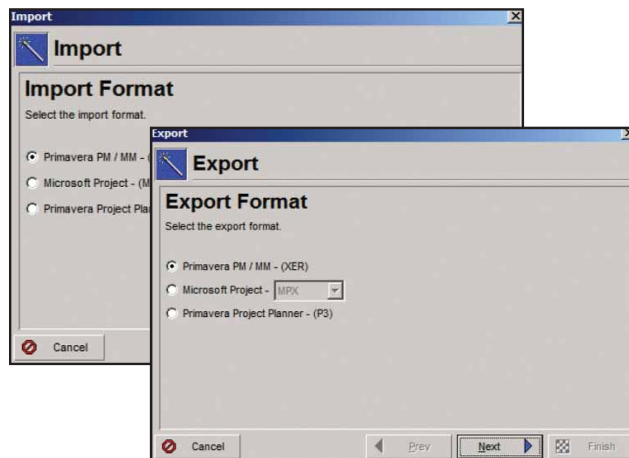 Import
Import
Import Format
Select the import format.
Primavera PM / MM - (
Microsoft Project - (M
Primavera Project Pla
Cancel
Export
Export
Export Format
Select the export format.
Primavera PM / MM - (XER)
Microsoft Project - MPX
Primavera Project Planner - (P3)
Cancel
Prev
Next
Finish